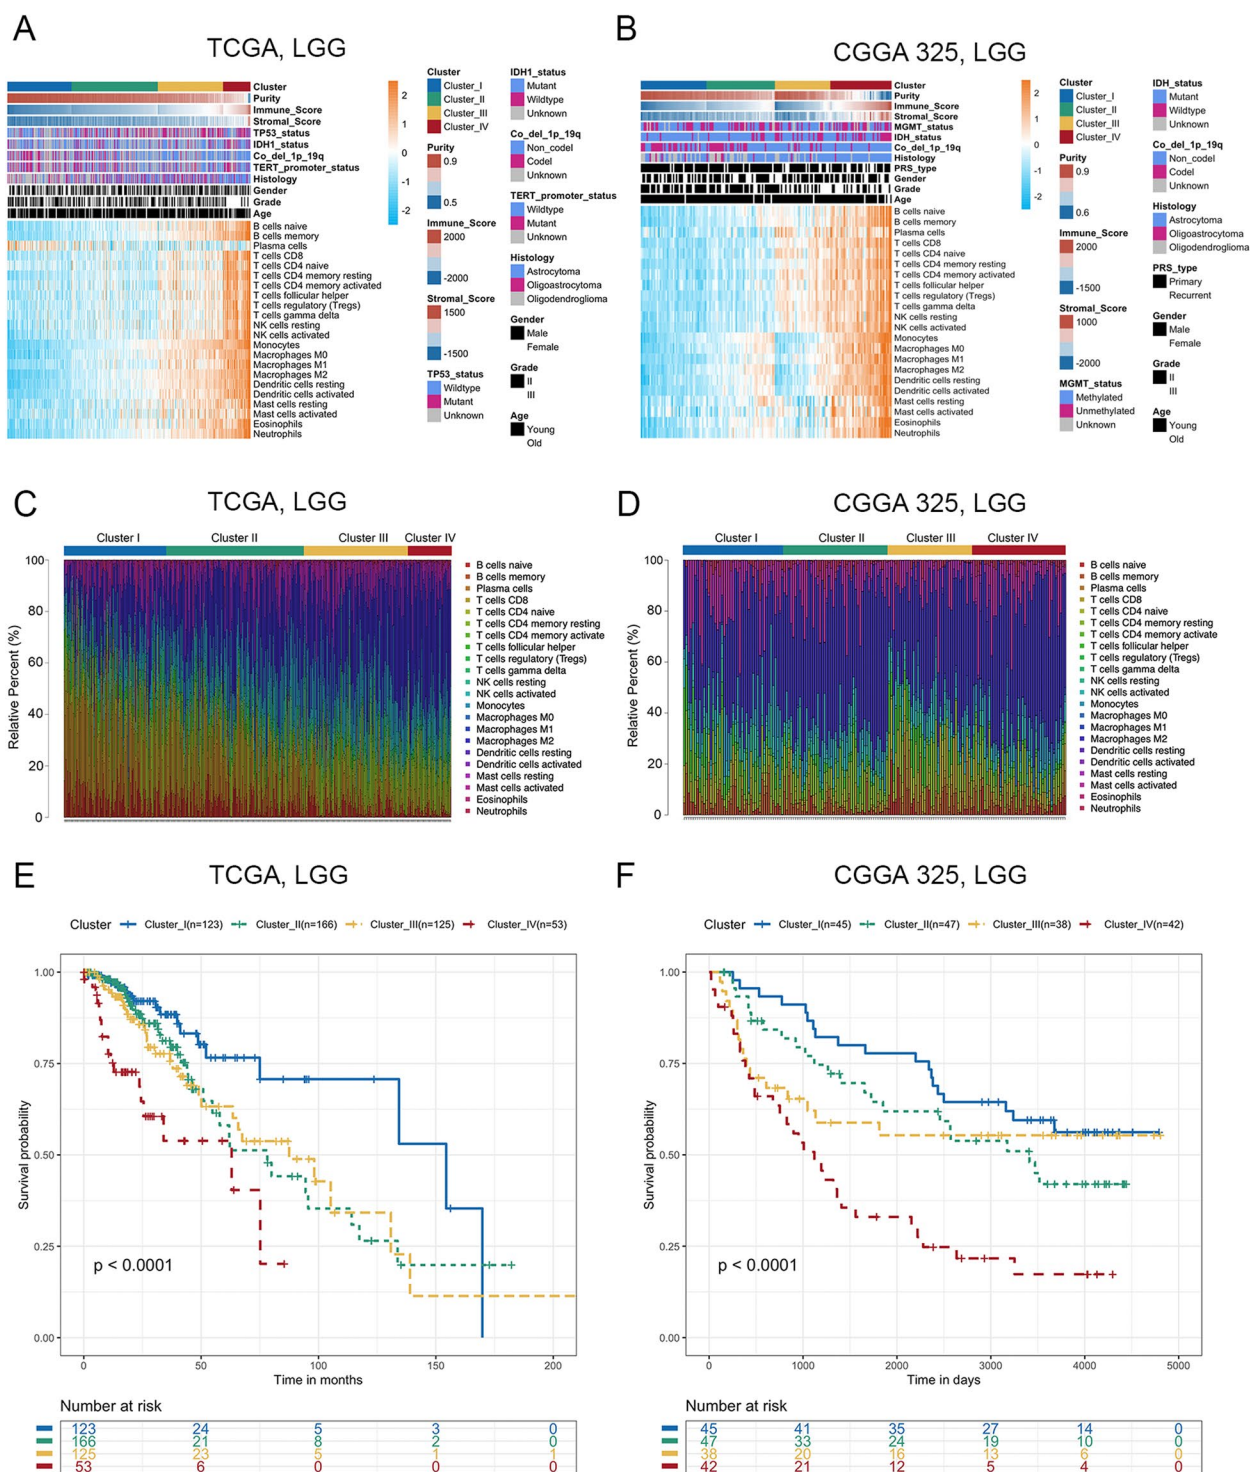 A
TCGA, LGG
Cluster
Purity
Immune_Score
Stromal_Score
TP53_status
IDH1_status
Co_del_1p_19q
TERT_promoter_status
Histology
Gender
Grade
Age
B cells naive
B cells memory
Plasma cells
T cells CD8
T cells CD4 naive
T cells CD4 memory resting
T cells CD4 memory activated
T cells follicular helper
T cells regulatory (Tregs)
T cells gamma delta
NK cells resting
NK cells activated
Monocytes
Macrophages M0
Macrophages M1
Macrophages M2
Dendritic cells resting
Dendritic cells activated
Mast cells resting
Mast cells activated
Eosinophils
Neutrophils
2
1
0
-1
-2
Cluster
Cluster_I
Cluster_II
Cluster_III
Cluster_IV
Purity
0.9
0.5
Immune_Score
2000
-2000
Stromal_Score
1500
-1500
TP53_status
Wildtype
Mutant
Unknown
IDH1_status
Mutant
Wildtype
Unknown
Co_del_1p_19q
Non_codel
Codel
Unknown
TERT_promoter_status
Wildtype
Mutant
Unknown
Histology
Astrocytoma
Oligoastrocytoma
Oligodendroglioma
Gender
Male
Female
Grade
II
III
Age
Young
Old
B
CGGA 325, LGG
Cluster
Purity
Immune_Score
Stromal_Score
MGMT_status
IDH_status
Co_del_1p_19q
Histology
PRS_type
Gender
Grade
Age
B cells naive
B cells memory
Plasma cells
T cells CD8
T cells CD4 naive
T cells CD4 memory resting
T cells CD4 memory activated
T cells follicular helper
T cells regulatory (Tregs)
T cells gamma delta
NK cells resting
NK cells activated
Monocytes
Macrophages M0
Macrophages M1
Macrophages M2
Dendritic cells resting
Dendritic cells activated
Mast cells resting
Mast cells activated
Eosinophils
Neutrophils
2
1
0
-1
-2
Cluster
Cluster_I
Cluster_II
Cluster_III
Cluster_IV
Purity
0.9
0.6
Immune_Score
2000
-1500
Stromal_Score
1000
-2000
MGMT_status
Methylated
Unmethylated
Unknown
IDH_status
Mutant
Wildtype
Unknown
Co_del_1p_19q
Non_codel
Codel
Unknown
Histology
Astrocytoma
Oligoastrocytoma
Oligodendroglioma
PRS_type
Primary
Recurrent
Gender
Male
Female
Grade
II
III
Age
Young
Old
C
TCGA, LGG
Cluster I Cluster II Cluster III Cluster IV
Relative Percent (%)
100
80
60
40
20
0
B cells naive
B cells memory
Plasma cells
T cells CD8
T cells CD4 naive
T cells CD4 memory resting
T cells CD4 memory activate
T cells follicular helper
T cells regulatory (Tregs)
T cells gamma delta
NK cells resting
NK cells activated
Monocytes
Macrophages M0
Macrophages M1
Macrophages M2
Dendritic cells resting
Dendritic cells activated
Mast cells resting
Mast cells activated
Eosinophils
Neutrophils
D
CGGA 325, LGG
Cluster I Cluster II Cluster III Cluster IV
Relative Percent (%)
100
80
60
40
20
0
B cells naive
B cells memory
Plasma cells
T cells CD8
T cells CD4 naive
T cells CD4 memory resting
T cells CD4 memory activate
T cells follicular helper
T cells regulatory (Tregs)
T cells gamma delta
NK cells resting
NK cells activated
Monocytes
Macrophages M0
Macrophages M1
Macrophages M2
Dendritic cells resting
Dendritic cells activated
Mast cells resting
Mast cells activated
Eosinophils
Neutrophils
E
TCGA, LGG
Cluster Cluster_I(n=123) Cluster_II(n=166) Cluster_III(n=125) Cluster_IV(n=53)
Survival probability
1.00
0.75
0.50
0.25
0.00
p < 0.0001
0 50 100 150 200
Time in months
Number at risk
123 24 5 3 0
166 21 8 2 0
125 23 5 1 1
53 6 0 0 0
F
CGGA 325, LGG
Cluster Cluster_I(n=45) Cluster_II(n=47) Cluster_III(n=38) Cluster_IV(n=42)
Survival probability
1.00
0.75
0.50
0.25
0.00
p < 0.0001
0 1000 2000 3000 4000 5000
Time in days
Number at risk
45 41 35 27 14 0
47 33 24 19 10 0
38 20 16 13 6 0
42 21 12 5 4 0